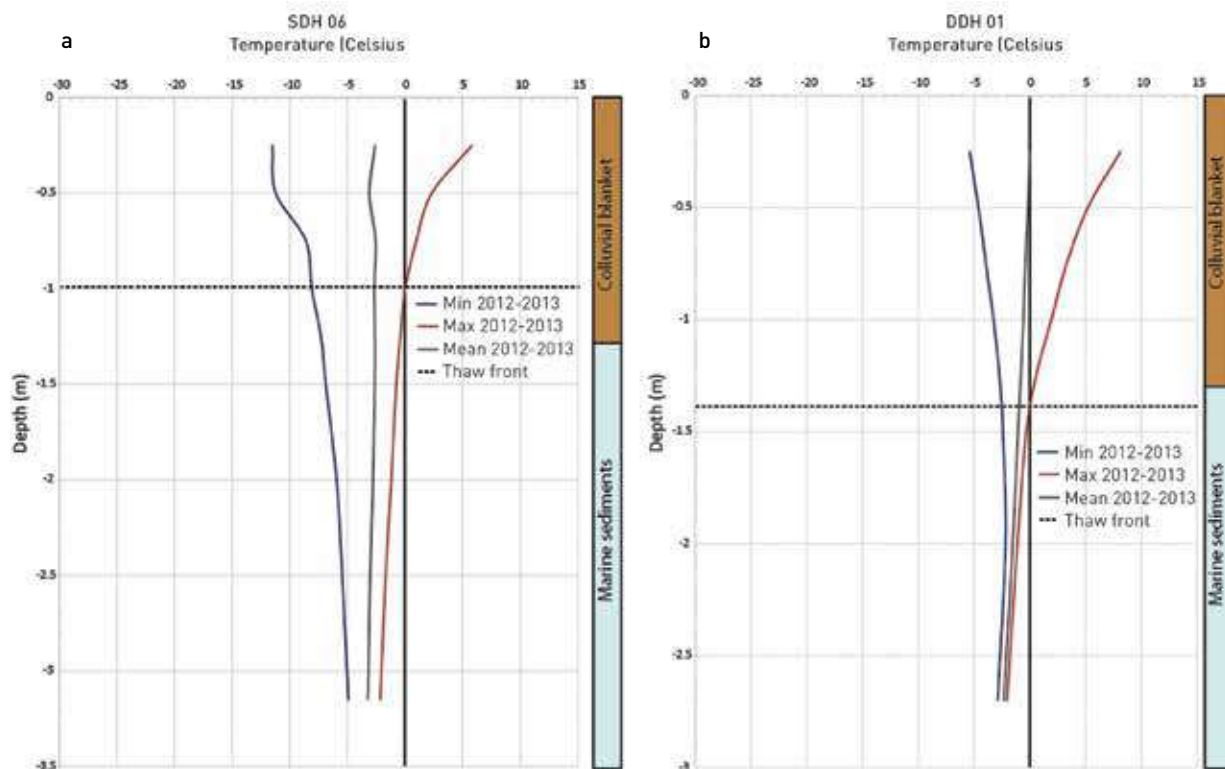 a
SDH 06
Temperature (Celsius
-30 -25 -20 -15 -10 -5 0 5 10 15
0
-0.5
-1
-1.5
-2
-2.5
-3
-3.5
Depth (m)
Min 2012-2013
Max 2012-2013
Mean 2012-2013
Thaw front
Colluvial blanket
Marine sediments
b
DDH 01
Temperature (Celsius
-30 -25 -20 -15 -10 -5 0 5 10 15
0
-0.5
-1
-1.5
-2
-2.5
-3
Depth (m)
Min 2012-2013
Max 2012-2013
Mean 2012-2013
Thaw front
Colluvial blanket
Marine sediments